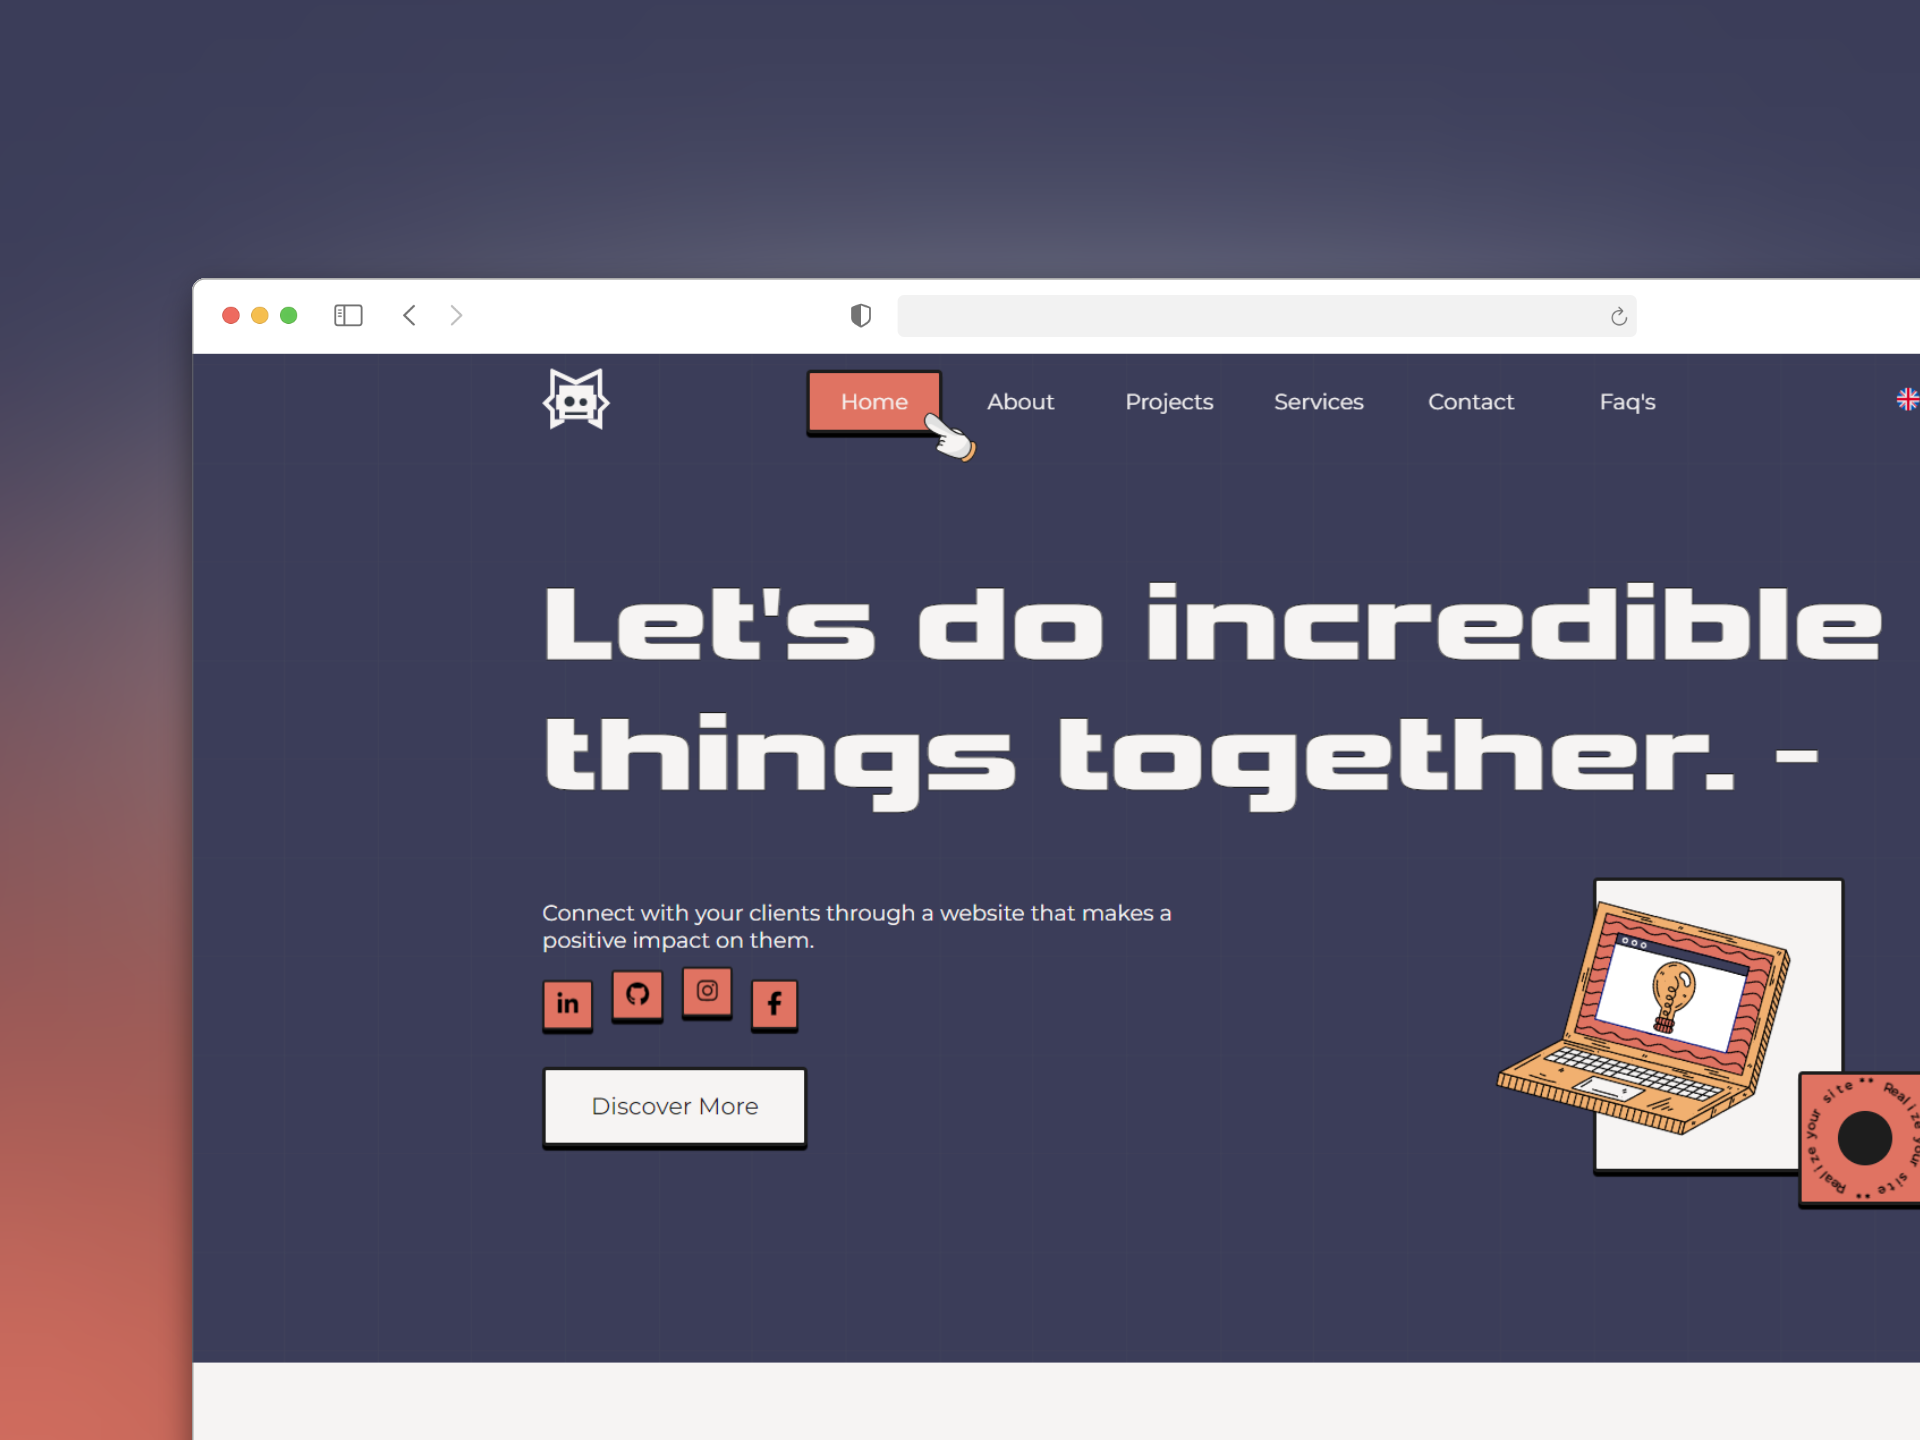 Home About Projects Services Contact Faq's
Let's do incredible
things together. -
Connect with your clients through a website that makes a
positive impact on them.
in f
Discover More
Realize your site ** Realize your site **